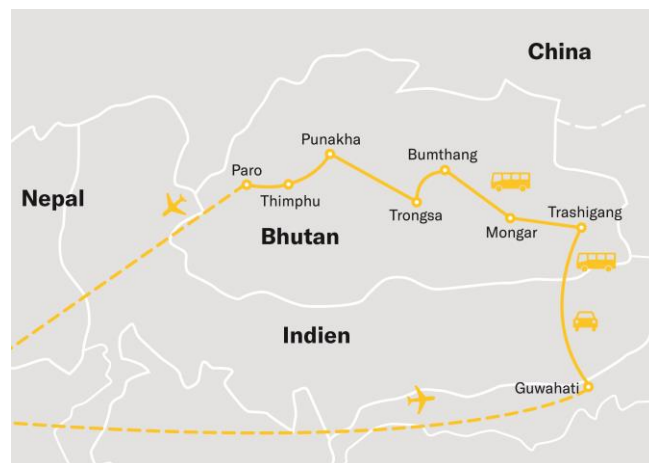 China
Punakha
Bumthang
Paro
Nepal
Thimphu
Trongsa
Trashigang
Mongar
Bhutan
Indien
Guwahati